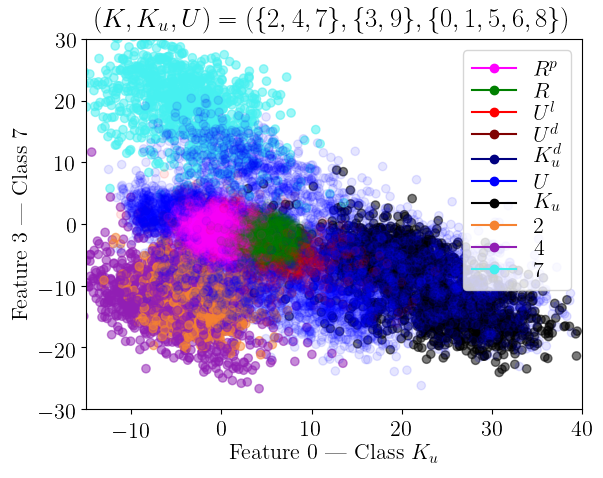 (K, K_u, U) = ({2, 4, 7}, {3, 9}, {0, 1, 5, 6, 8})
30
20
10
0
−10
−20
−30
Feature 3 — Class 7
R^p
R
U^l
U^d
K_u^d
U
K_u
2
4
7
−10 0 10 20 30 40
Feature 0 — Class K_u